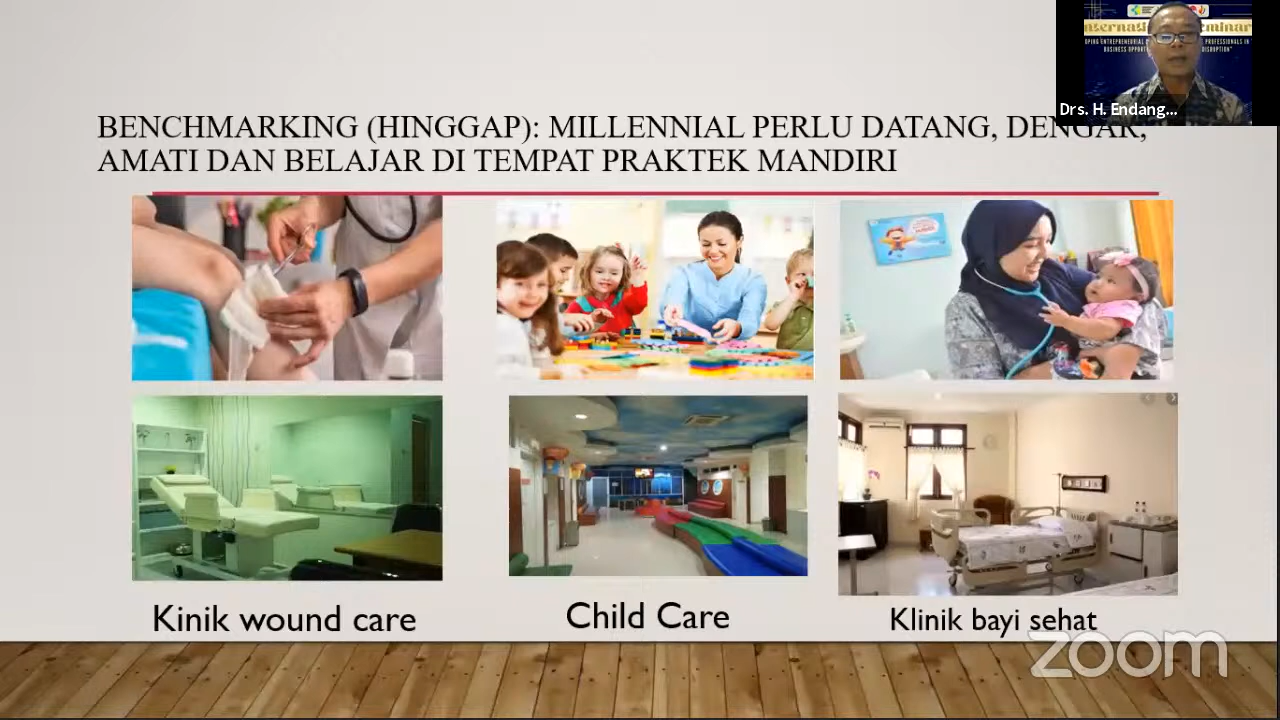 BENCHMARKING (HINGGAP): MILLENNIAL PERLU DATANG, DENGAR,
AMATI DAN BELAJAR DI TEMPAT PRAKTEK MANDIRI
Drs. H. Endang...
Kinik wound care
Child Care
Klinik bayi sehat
zoom